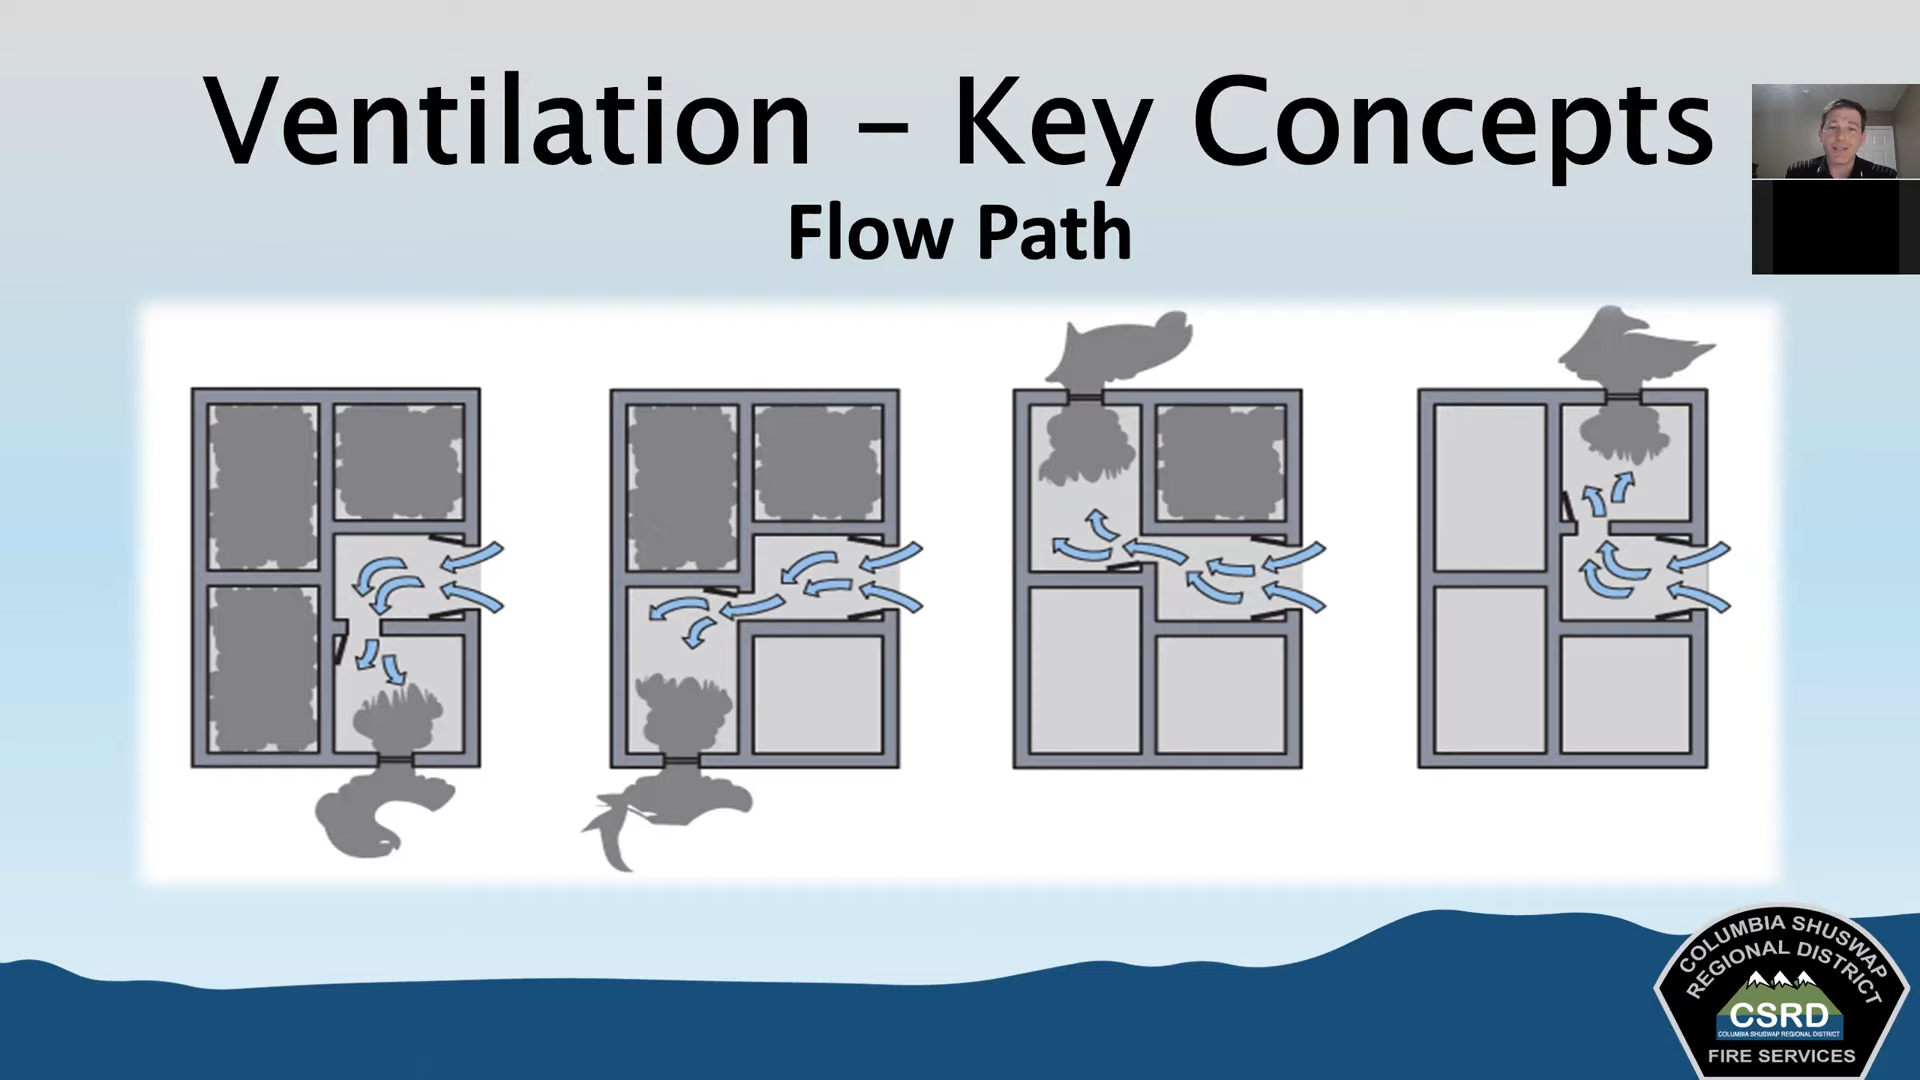 Ventilation – Key Concepts
Flow Path
COLUMBIA SHUSWAP
REGIONAL DISTRICT
CSRD
COLUMBIA SHUSWAP REGIONAL DISTRICT
FIRE SERVICES